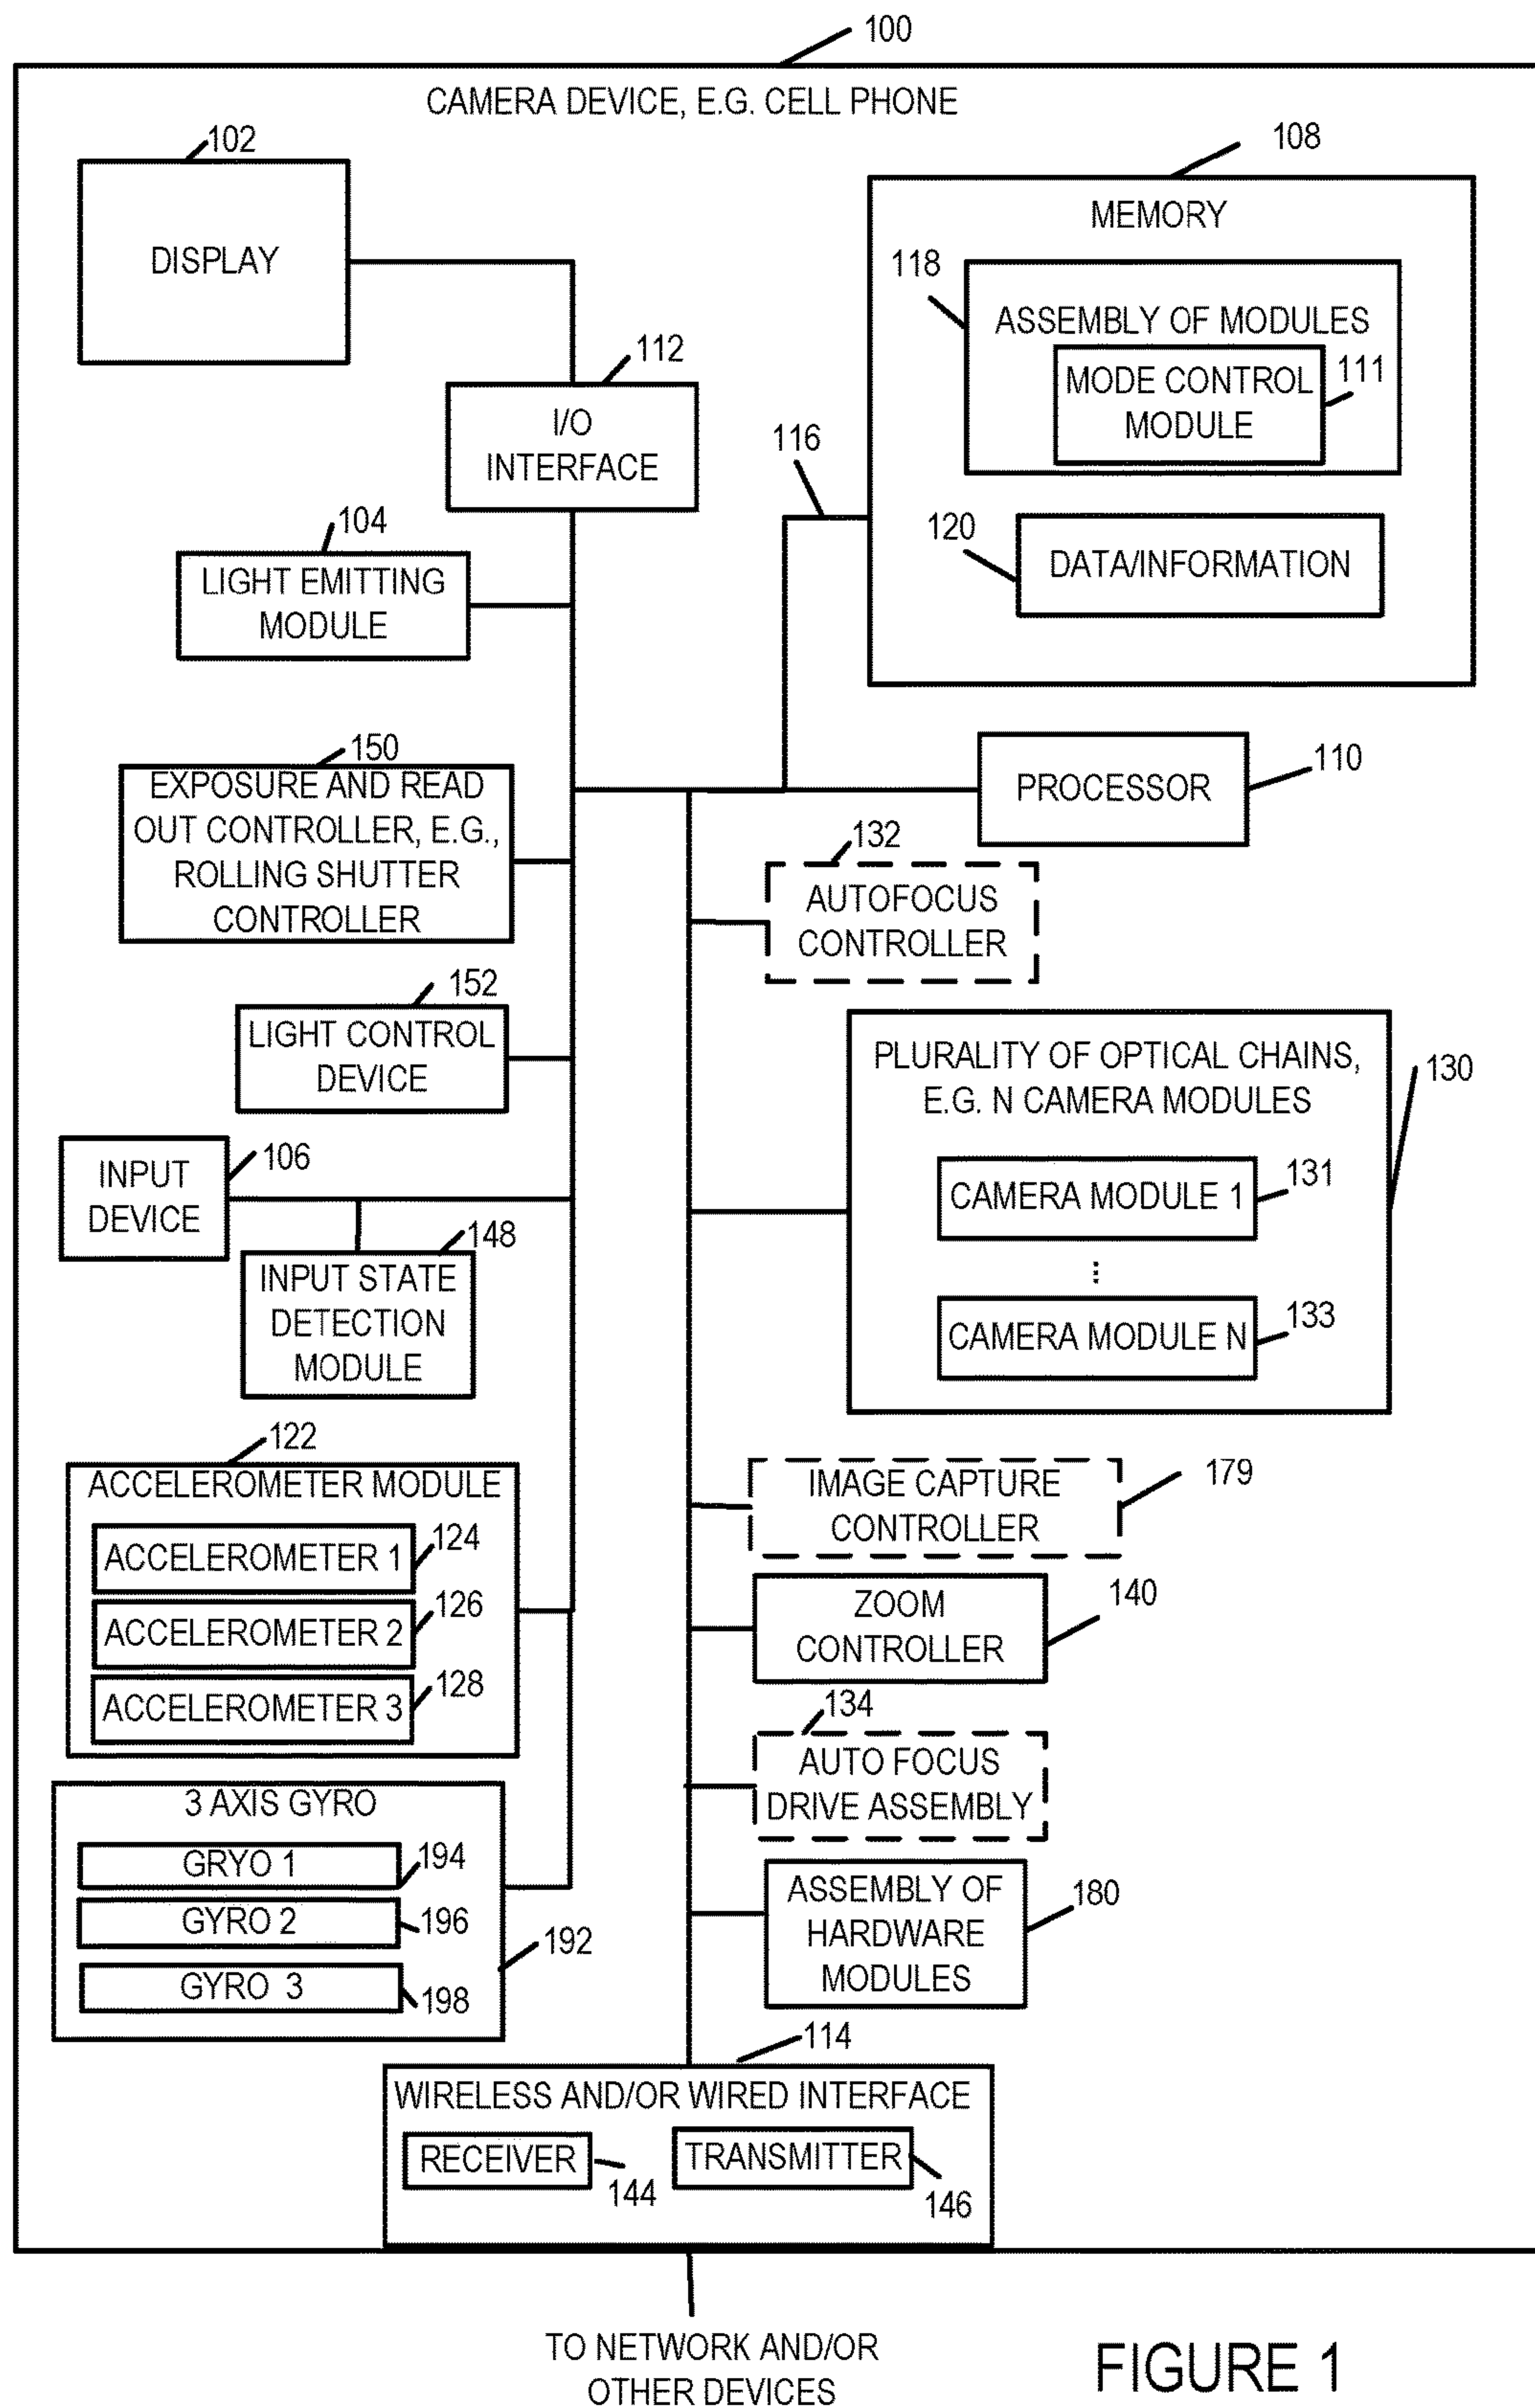 100
CAMERA DEVICE, E.G. CELL PHONE
102
DISPLAY
108
MEMORY
118
ASSEMBLY OF MODULES
MODE CONTROL
MODULE
111
120
DATA/INFORMATION
112
I/O
INTERFACE
116
104
LIGHT EMITTING
MODULE
150
EXPOSURE AND READ
OUT CONTROLLER, E.G.,
ROLLING SHUTTER
CONTROLLER
PROCESSOR
110
132
AUTOFOCUS
CONTROLLER
152
LIGHT CONTROL
DEVICE
PLURALITY OF OPTICAL CHAINS,
E.G. N CAMERA MODULES
130
CAMERA MODULE 1
131
...
CAMERA MODULE N
133
INPUT
DEVICE
106
148
INPUT STATE
DETECTION
MODULE
122
ACCELEROMETER MODULE
ACCELEROMETER 1
124
ACCELEROMETER 2
126
ACCELEROMETER 3
128
IMAGE CAPTURE
CONTROLLER
179
ZOOM
CONTROLLER
140
134
AUTO FOCUS
DRIVE ASSEMBLY
3 AXIS GYRO
GRYO 1
194
GYRO 2
196
GYRO 3
198
192
ASSEMBLY OF
HARDWARE
MODULES
180
114
WIRELESS AND/OR WIRED INTERFACE
RECEIVER
144
TRANSMITTER
146
TO NETWORK AND/OR
OTHER DEVICES
FIGURE 1